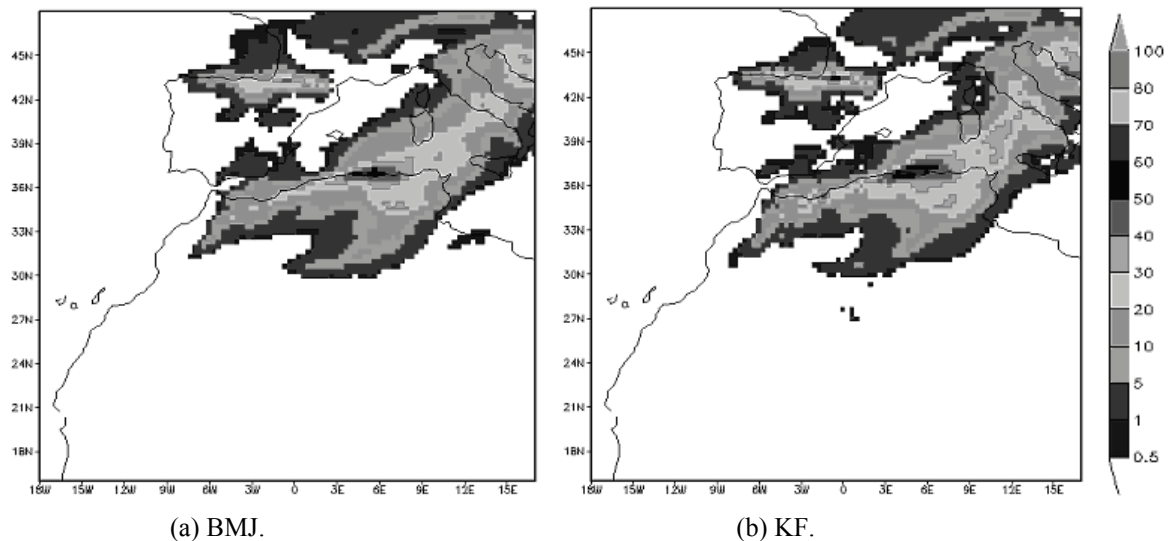 45N
42N
39N
36N
33N
30N
27N
24N
21N
18N
18W 15W 12W 9W 6W 3W 0 3E 6E 9E 12E 15E
45N
42N
39N
36N
33N
30N
27N
24N
21N
18N
18W 15W 12W 9W 6W 3W 0 3E 6E 9E 12E 15E
100
80
70
60
50
40
30
20
10
5
1
0.5
(a) BMJ. (b) KF.